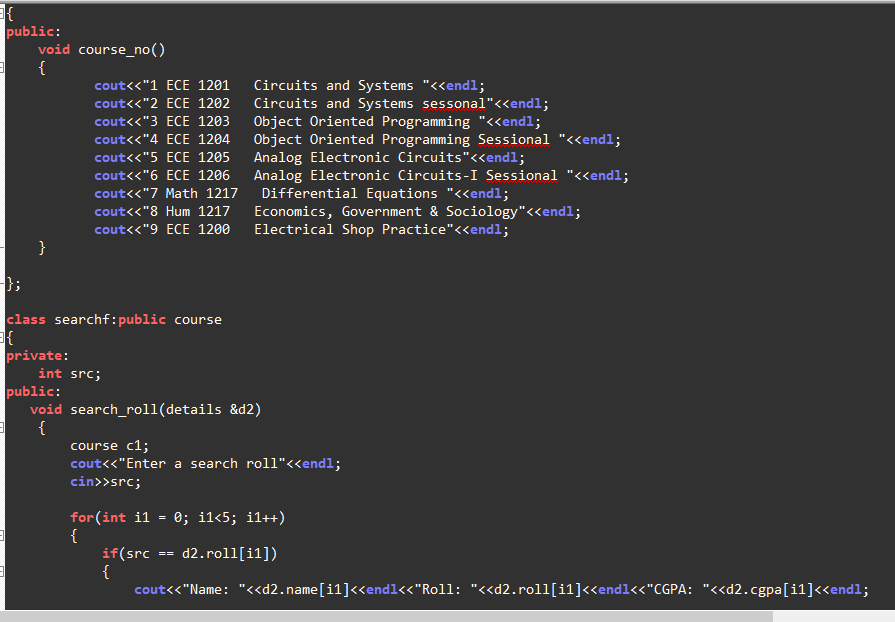 {
public:
    void course_no()
    {
           cout<<"1 ECE 1201   Circuits and Systems "<<endl;
           cout<<"2 ECE 1202   Circuits and Systems sessonal"<<endl;
           cout<<"3 ECE 1203   Object Oriented Programming "<<endl;
           cout<<"4 ECE 1204   Object Oriented Programming Sessional "<<endl;
           cout<<"5 ECE 1205   Analog Electronic Circuits"<<endl;
           cout<<"6 ECE 1206   Analog Electronic Circuits-I Sessional "<<endl;
           cout<<"7 Math 1217   Differential Equations "<<endl;
           cout<<"8 Hum 1217   Economics, Government & Sociology"<<endl;
           cout<<"9 ECE 1200   Electrical Shop Practice"<<endl;
    }

};

class searchf:public course
{
private:
    int src;
public:
   void search_roll(details &d2)
    {
        course c1;
        cout<<"Enter a search roll"<<endl;
        cin>>src;

        for(int i1 = 0; i1<5; i1++)
        {
            if(src == d2.roll[i1])
            {
                cout<<"Name: "<<d2.name[i1]<<endl<<"Roll: "<<d2.roll[i1]<<endl<<"CGPA: "<<d2.cgpa[i1]<<endl;